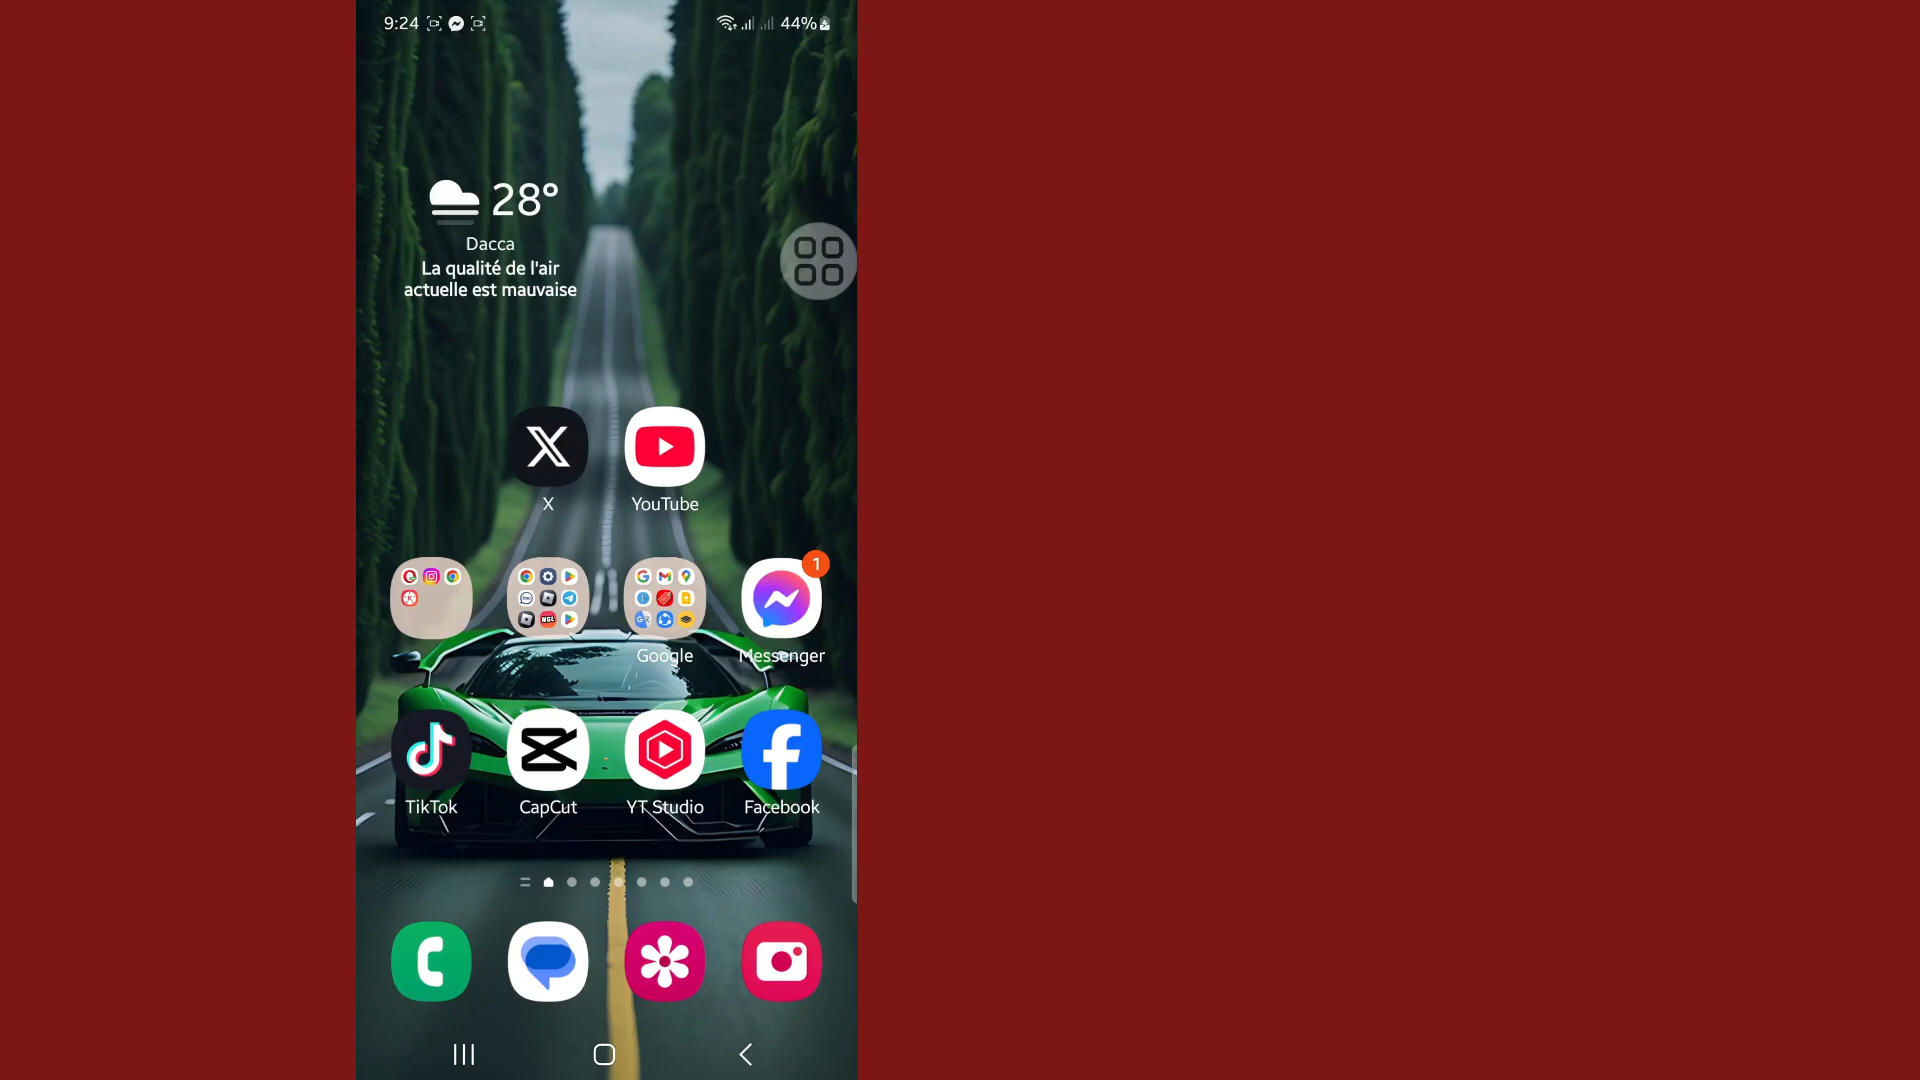 9:24
44%
28°
Dacca
La qualité de l'air
actuelle est mauvaise
X
YouTube
1
NGL
Google
Messenger
TikTok
CapCut
YT Studio
Facebook